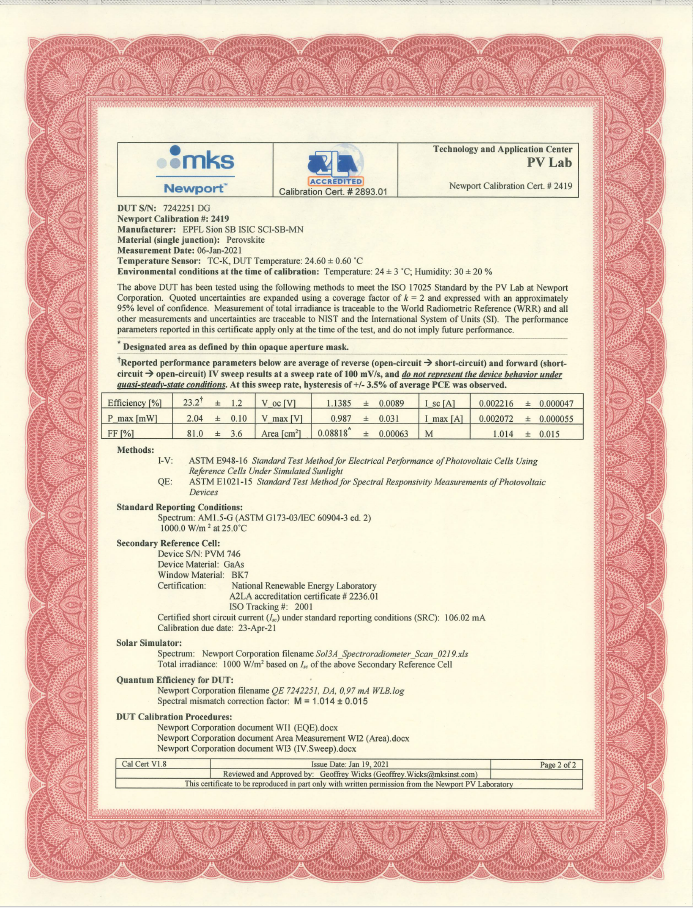 mks
Newport™
A2LA
ACCREDITED
Calibration Cert. # 2893.01
Technology and Application Center
PV Lab
Newport Calibration Cert. # 2419
DUT S/N: 7242251 DG
Newport Calibration #: 2419
Manufacturer: EPFL Sion SB ISIC SCI-SB-MN
Material (single junction): Perovskite
Measurement Date: 06-Jan-2021
Temperature Sensor: TC-K, DUT Temperature: 24.60 ± 0.60 °C
Environmental conditions at the time of calibration: Temperature: 24 ± 3 °C; Humidity: 30 ± 20 %
The above DUT has been tested using the following methods to meet the ISO 17025 Standard by the PV Lab at Newport
Corporation. Quoted uncertainties are expanded using a coverage factor of k = 2 and expressed with an approximately
95% level of confidence. Measurement of total irradiance is traceable to the World Radiometric Reference (WRR) and all
other measurements and uncertainties are traceable to NIST and the International System of Units (SI). The performance
parameters reported in this certificate apply only at the time of the test, and do not imply future performance.
* Designated area as defined by thin opaque aperture mask.
†Reported performance parameters below are average of reverse (open-circuit → short-circuit) and forward (short-
circuit → open-circuit) IV sweep results at a sweep rate of 100 mV/s, and do not represent the device behavior under
quasi-steady-state conditions. At this sweep rate, hysteresis of +/- 3.5% of average PCE was observed.
Efficiency [%] 23.2† ± 1.2 V_oc [V] 1.1385 ± 0.0089 I_sc [A] 0.002216 ± 0.000047
P_max [mW] 2.04 ± 0.10 V_max [V] 0.987 ± 0.031 I_max [A] 0.002072 ± 0.000055
FF [%] 81.0 ± 3.6 Area [cm²] 0.08818* ± 0.00063 M 1.014 ± 0.015
Methods:
I-V: ASTM E948-16 Standard Test Method for Electrical Performance of Photovoltaic Cells Using
Reference Cells Under Simulated Sunlight
QE: ASTM E1021-15 Standard Test Method for Spectral Responsivity Measurements of Photovoltaic
Devices
Standard Reporting Conditions:
Spectrum: AM1.5-G (ASTM G173-03/IEC 60904-3 ed. 2)
1000.0 W/m ² at 25.0°C
Secondary Reference Cell:
Device S/N: PVM 746
Device Material: GaAs
Window Material: BK7
Certification: National Renewable Energy Laboratory
A2LA accreditation certificate # 2236.01
ISO Tracking #: 2001
Certified short circuit current (Isc) under standard reporting conditions (SRC): 106.02 mA
Calibration due date: 23-Apr-21
Solar Simulator:
Spectrum: Newport Corporation filename Sol3A_Spectroradiometer_Scan_0219.xls
Total irradiance: 1000 W/m² based on Isc of the above Secondary Reference Cell
Quantum Efficiency for DUT:
Newport Corporation filename QE 7242251, DA, 0,97 mA WLB.log
Spectral mismatch correction factor: M = 1.014 ± 0.015
DUT Calibration Procedures:
Newport Corporation document WI1 (EQE).docx
Newport Corporation document Area Measurement WI2 (Area).docx
Newport Corporation document WI3 (IV.Sweep).docx
Cal Cert V1.8 Issue Date: Jan 19, 2021 Page 2 of 2
Reviewed and Approved by: Geoffrey Wicks (Geoffrey.Wicks@mksinst.com)
This certificate to be reproduced in part only with written permission from the Newport PV Laboratory